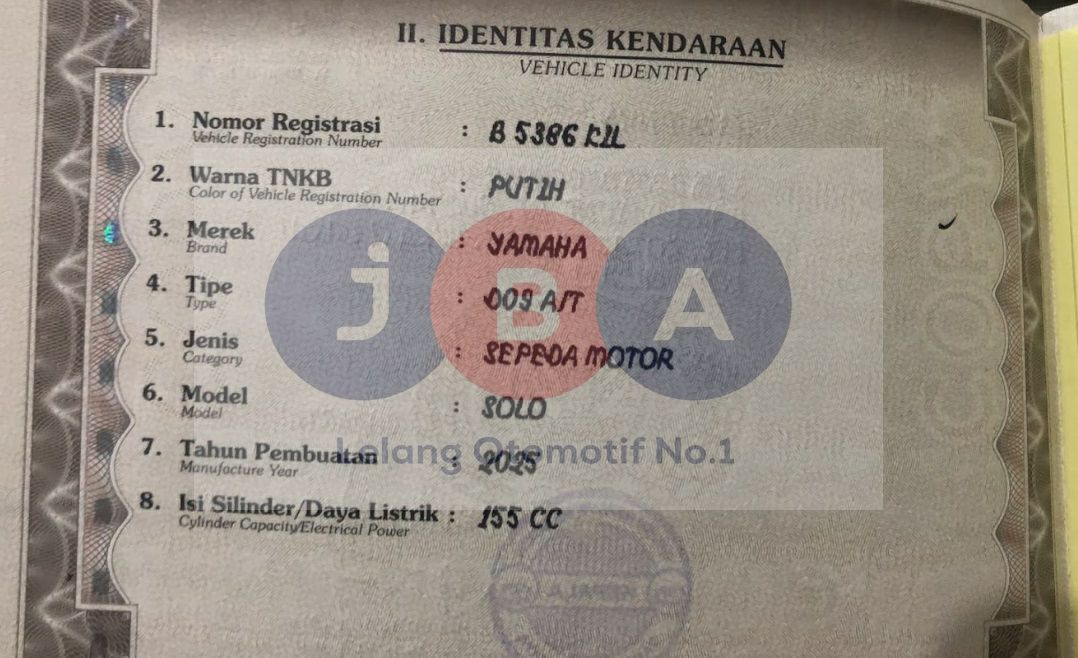 II. IDENTITAS KENDARAAN
VEHICLE IDENTITY
1. Nomor Registrasi : B 5386 KIL
Vehicle Registration Number
2. Warna TNKB : PUTIH
Color of Vehicle Registration Number
3. Merek : YAMAHA
Brand
4. Tipe : 009 A/T
Type
5. Jenis : SEPEDA MOTOR
Category
6. Model : SOLO
Model
7. Tahun Pembuatan : 2025
Manufacture Year
8. Isi Silinder/Daya Listrik : 155 CC
Cylinder Capacity/Electrical Power
jBA
Lelang Otomotif No.1